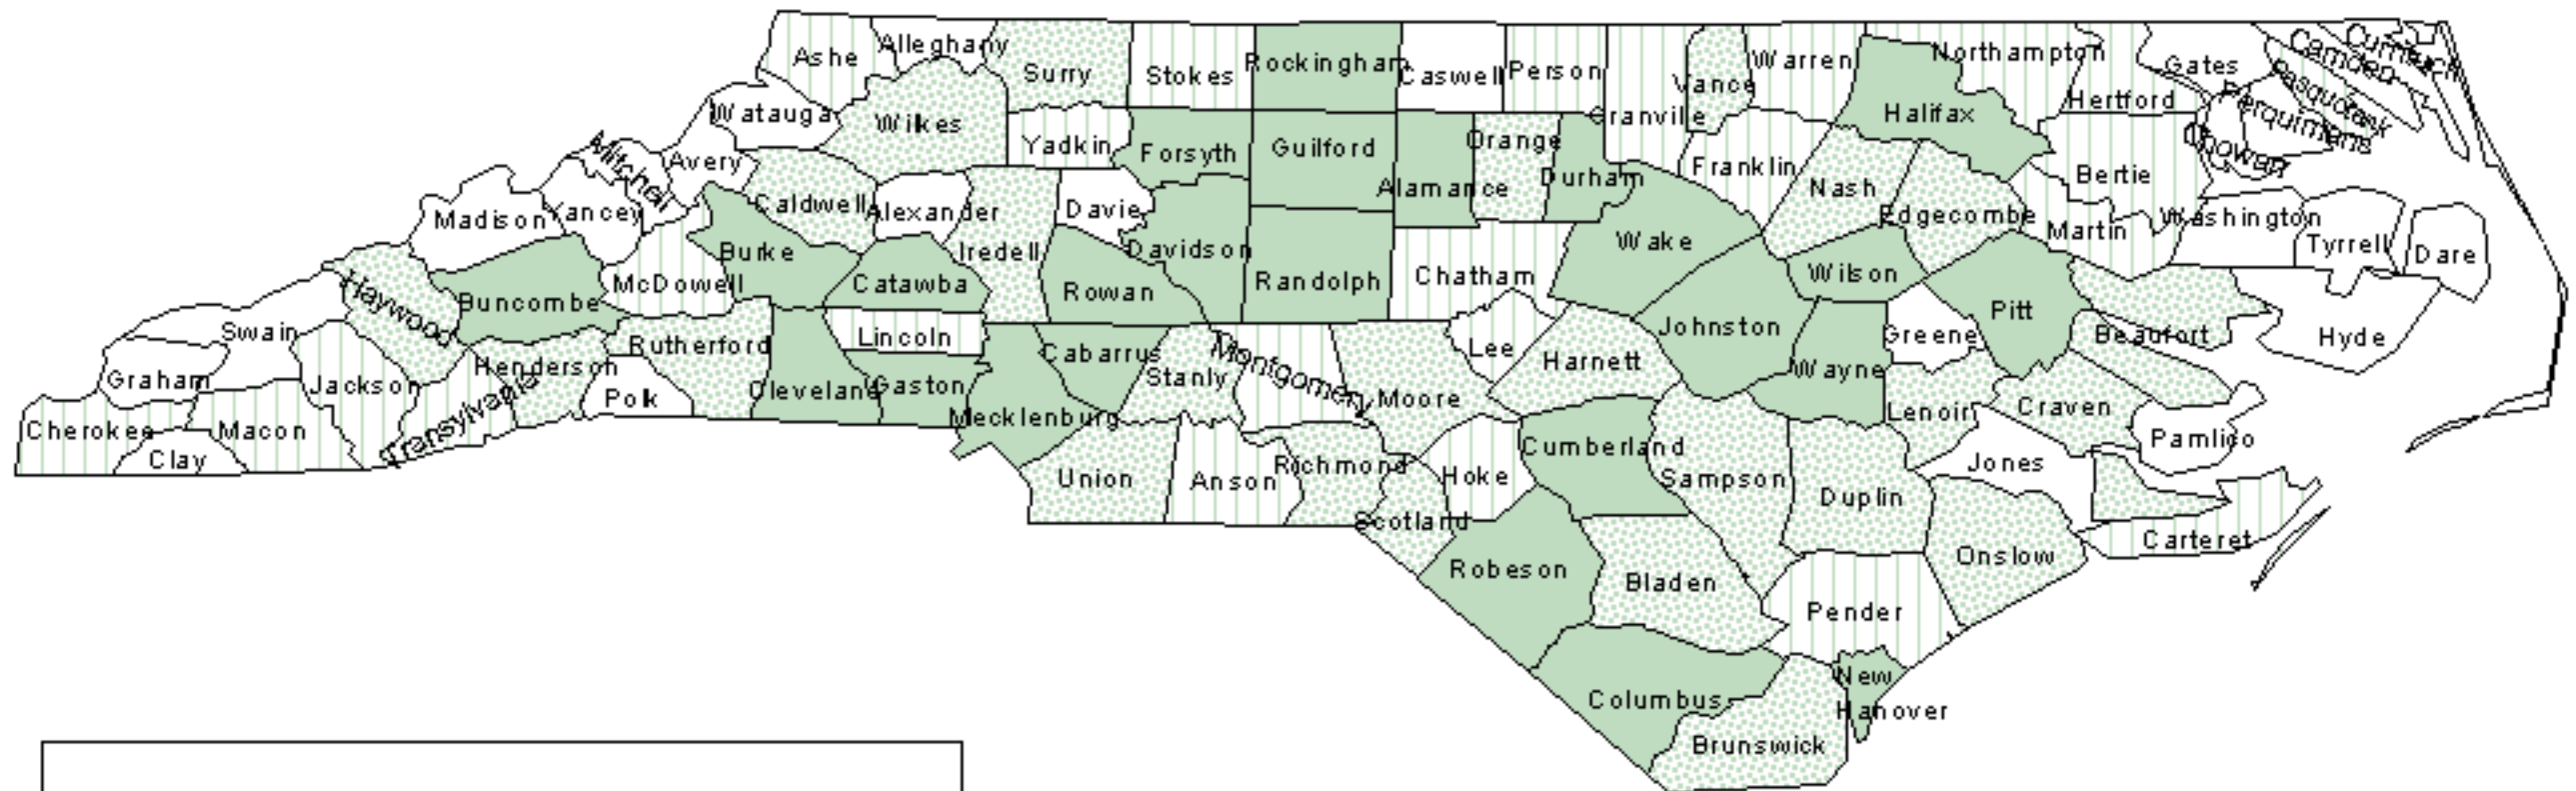 Ashe
Alleghany
Surry
Stokes
Rockingham
Caswell
Person
Granville
Vance
Warren
Northampton
Hertford
Gates
Camden
Currituck
Pasquotank
Perquimans
Chowan
Watauga
Wilkes
Yadkin
Forsyth
Guilford
Alamance
Orange
Durham
Franklin
Halifax
Bertie
Mitchell
Avery
Caldwell
Alexander
Iredell
Davie
Davidson
Randolph
Chatham
Wake
Nash
Edgecombe
Martin
Washington
Tyrrell
Dare
Madison
Yancey
McDowell
Burke
Catawba
Rowan
Johnston
Wilson
Pitt
Beaufort
Hyde
Haywood
Buncombe
Swain
Graham
Jackson
Henderson
Rutherford
Polk
Cleveland
Lincoln
Gaston
Mecklenburg
Cabarrus
Stanly
Montgomery
Moore
Lee
Harnett
Wayne
Greene
Lenoir
Craven
Pamlico
Cherokee
Clay
Macon
Transylvania
Union
Anson
Richmond
Scotland
Hoke
Cumberland
Sampson
Duplin
Jones
Onslow
Carteret
Robeson
Bladen
Pender
Columbus
New
Hanover
Brunswick